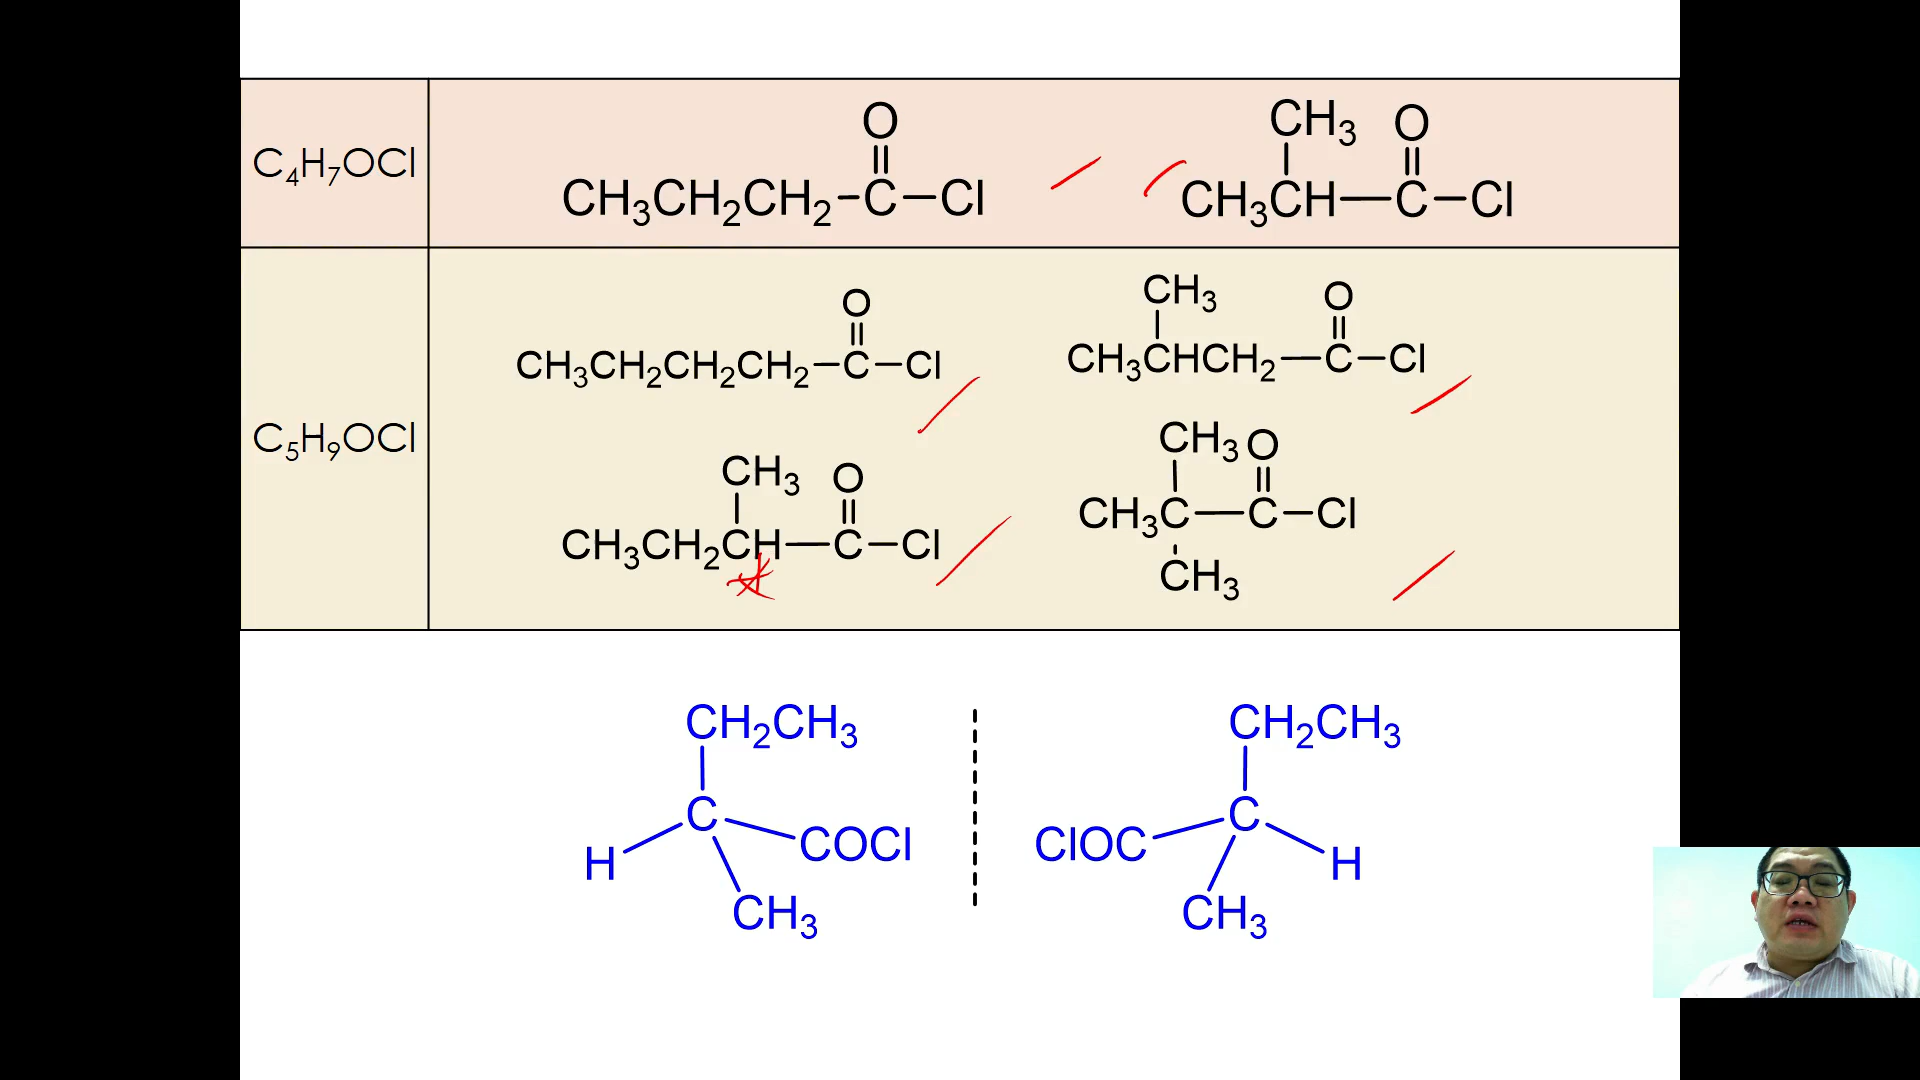 C₄H₇OCl
O
CH₃CH₂CH₂-C-Cl
CH₃ O
CH₃CH-C-Cl
C₅H₉OCl
O
CH₃CH₂CH₂CH₂-C-Cl
CH₃ O
CH₃CHCH₂-C-Cl
CH₃ O
CH₃CH₂CH-C-Cl
CH₃ O
CH₃C-C-Cl
CH₃
CH₂CH₃
C
H COCl
CH₃
CH₂CH₃
C
ClOC H
CH₃